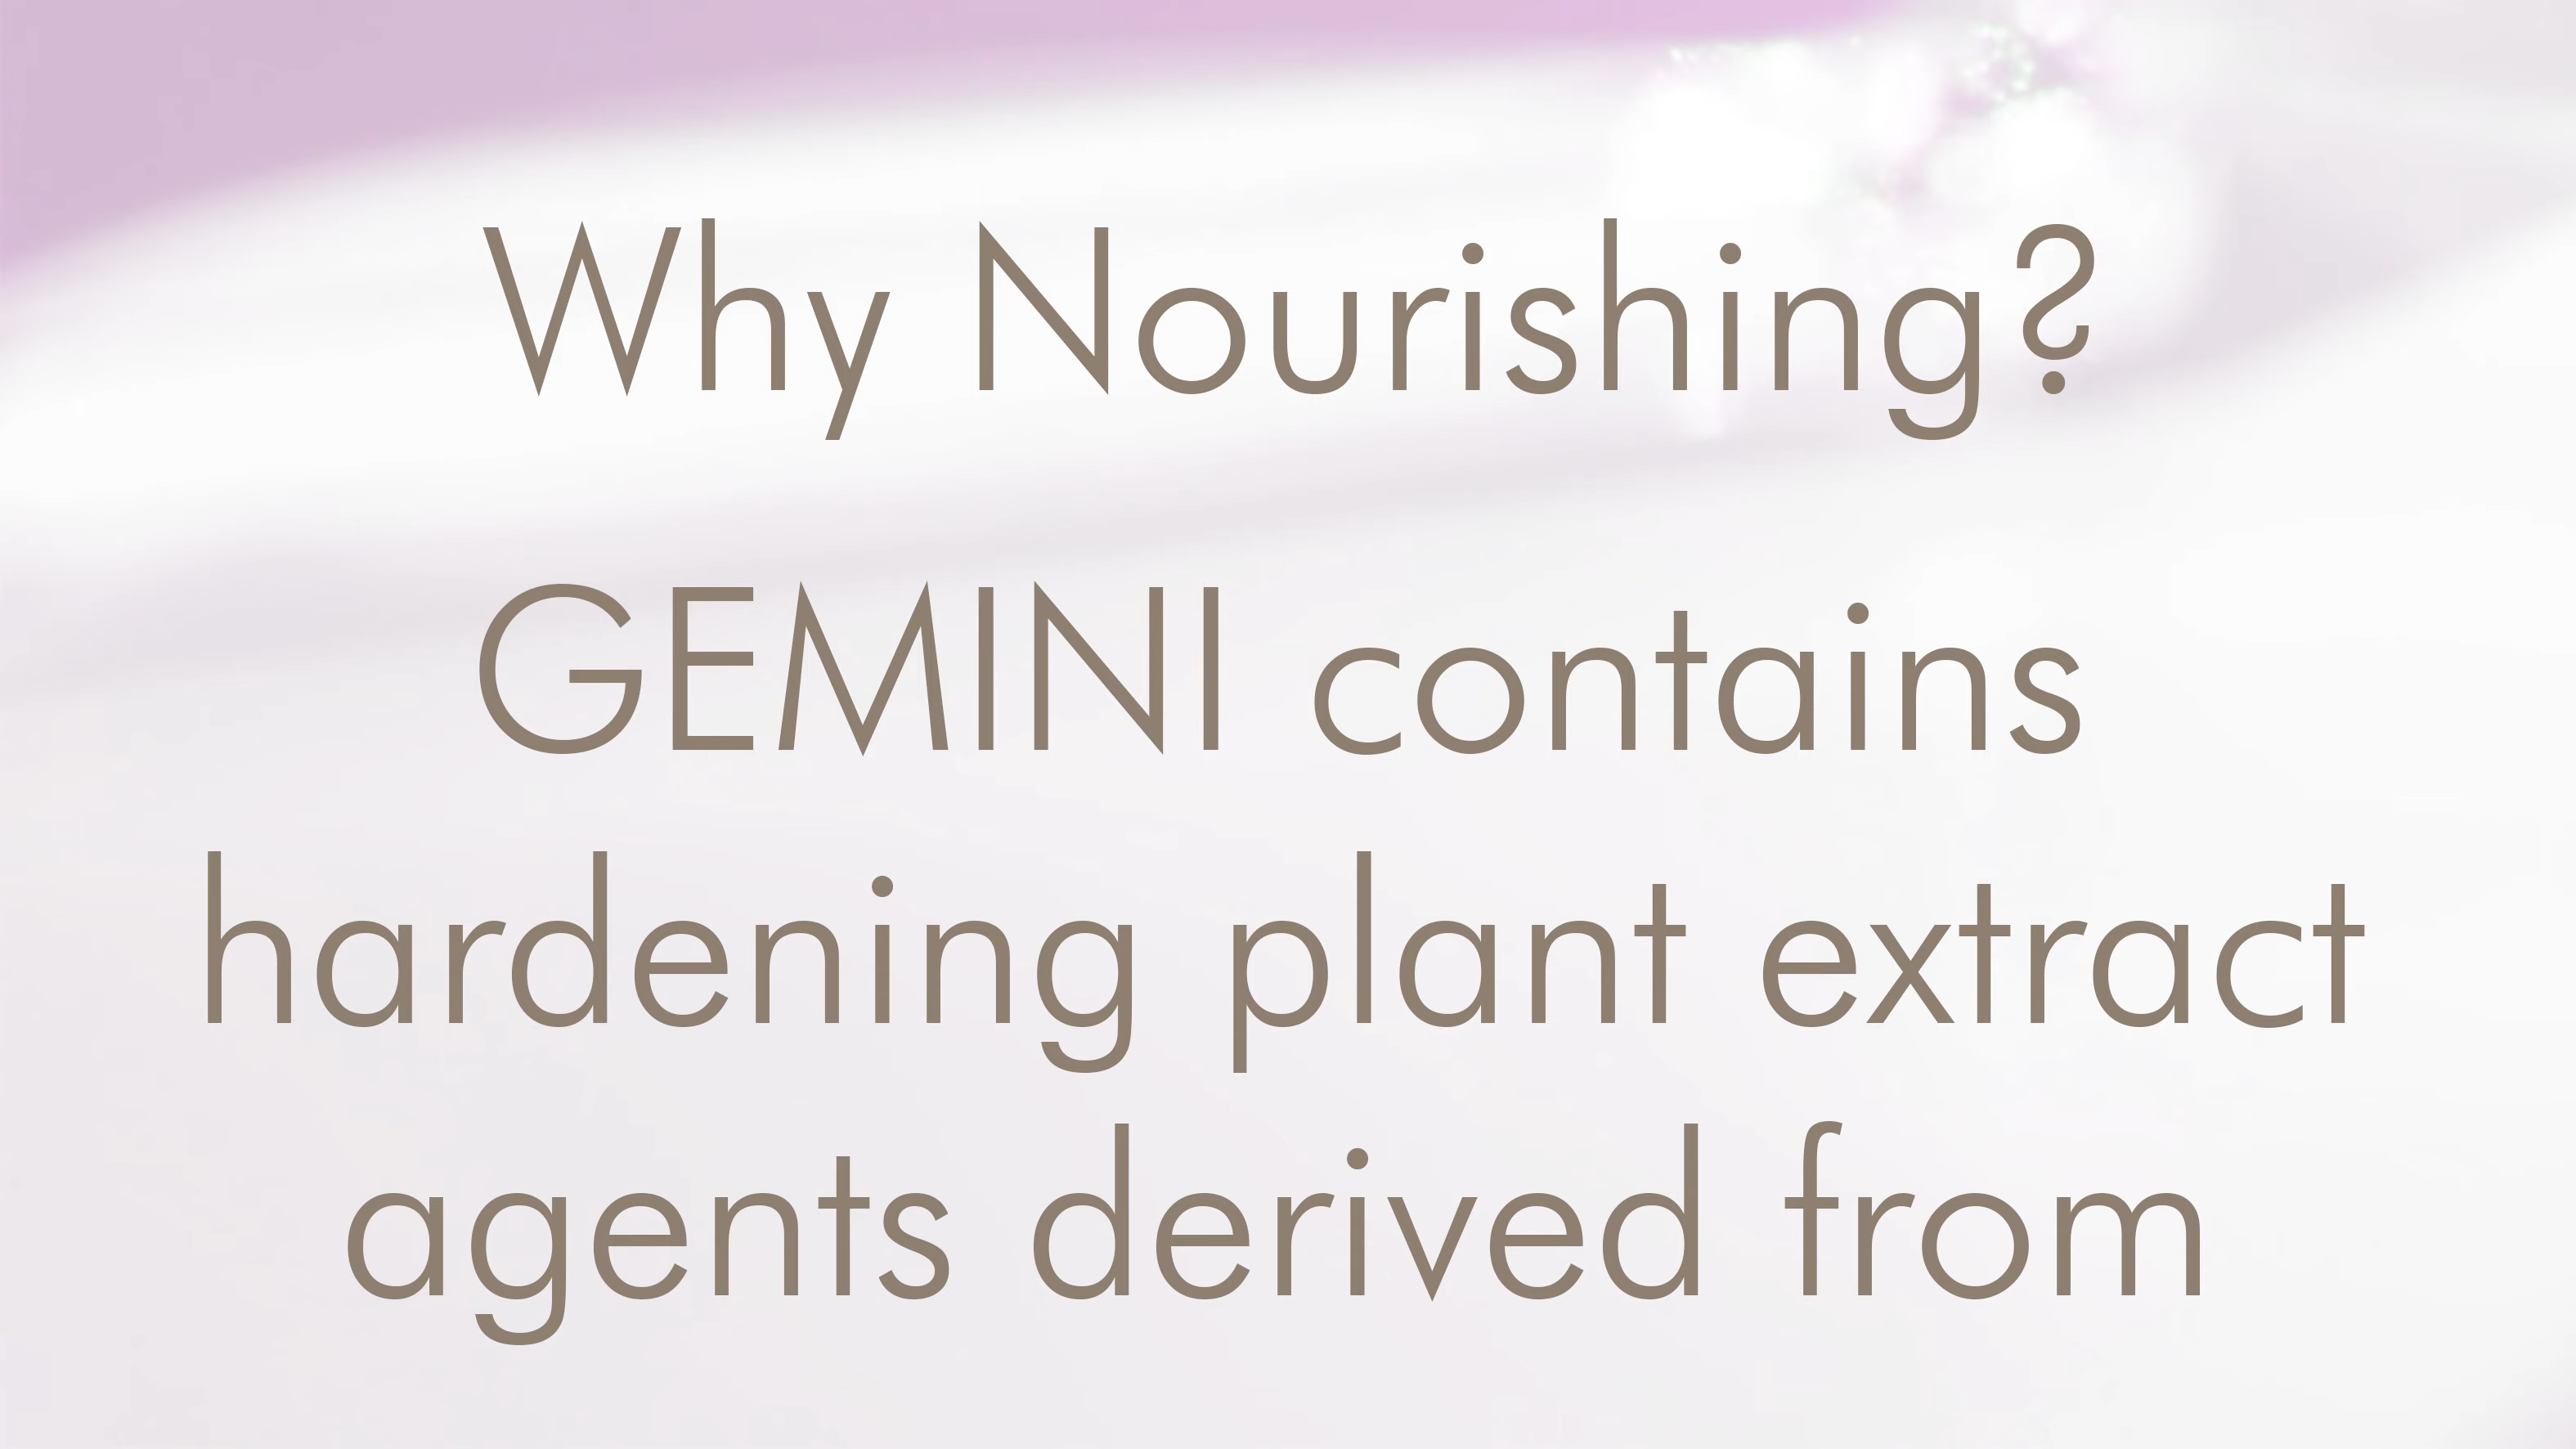 Why Nourishing?
GEMINI contains
hardening plant extract
agents derived from